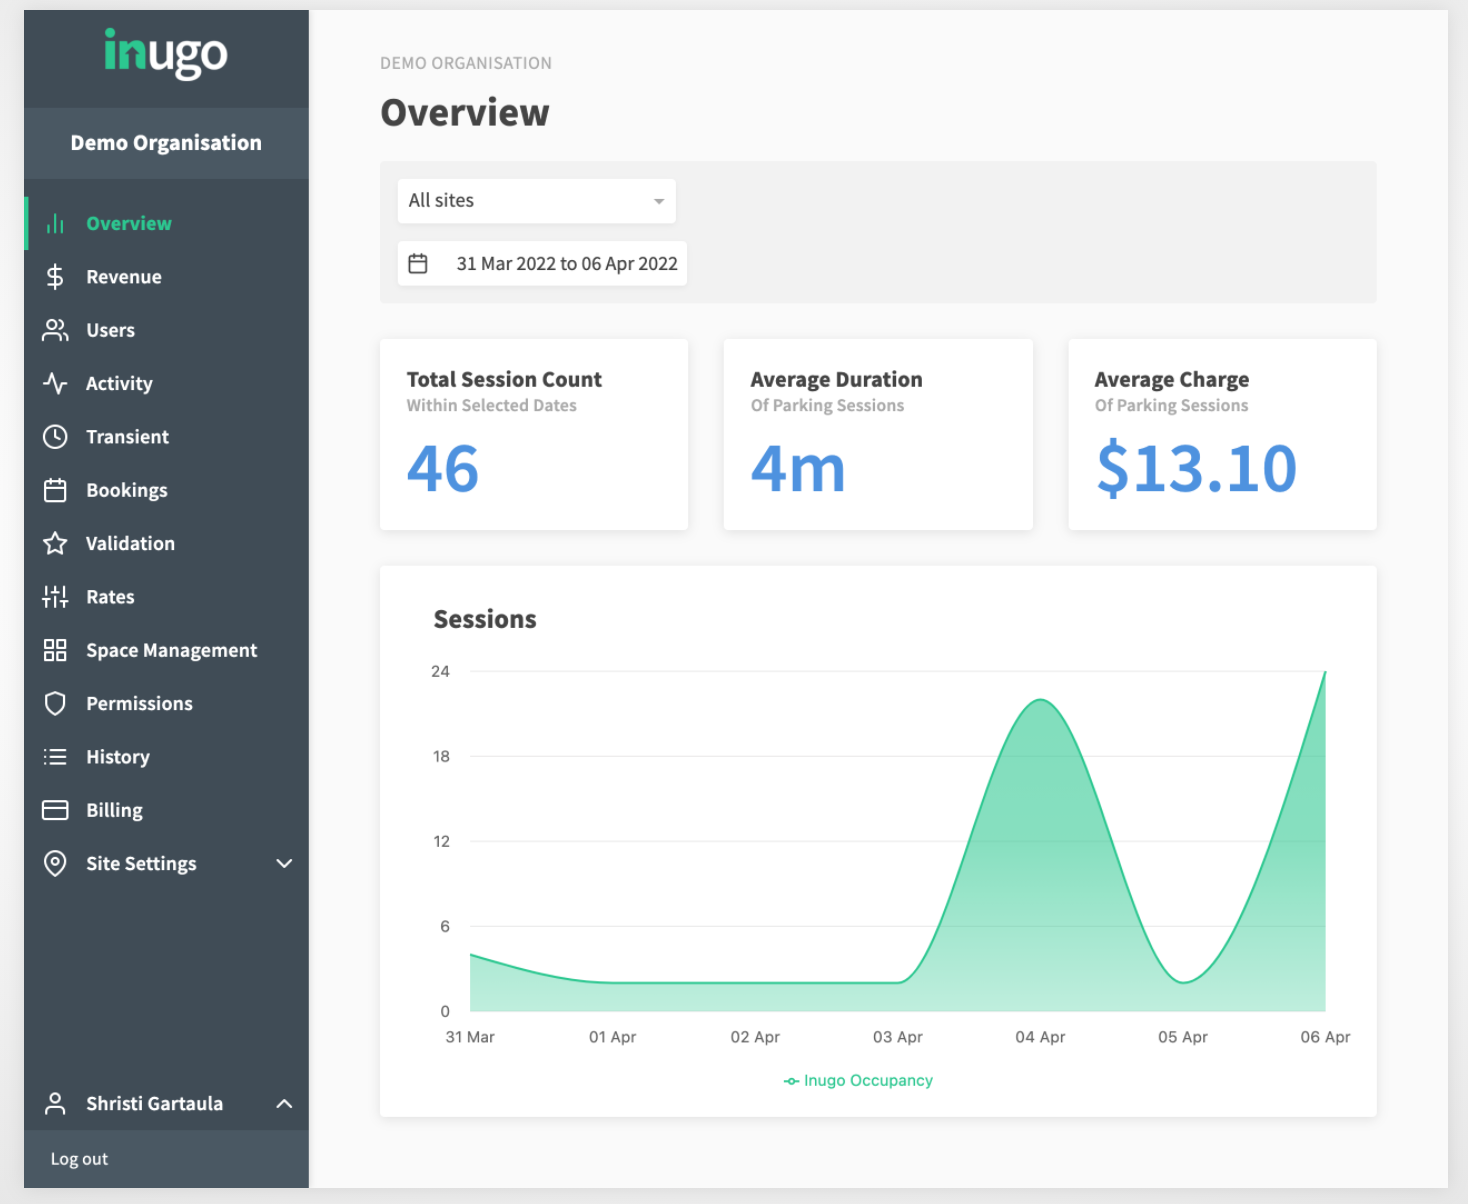 inugo
Demo Organisation
Overview
Revenue
Users
Activity
Transient
Bookings
Validation
Rates
Space Management
Permissions
History
Billing
Site Settings
Shristi Gartaula
Log out
DEMO ORGANISATION
Overview
All sites
31 Mar 2022 to 06 Apr 2022
Total Session Count
Within Selected Dates
46
Average Duration
Of Parking Sessions
4m
Average Charge
Of Parking Sessions
$13.10
Sessions
24
18
12
6
0
31 Mar 01 Apr 02 Apr 03 Apr 04 Apr 05 Apr 06 Apr
Inugo Occupancy